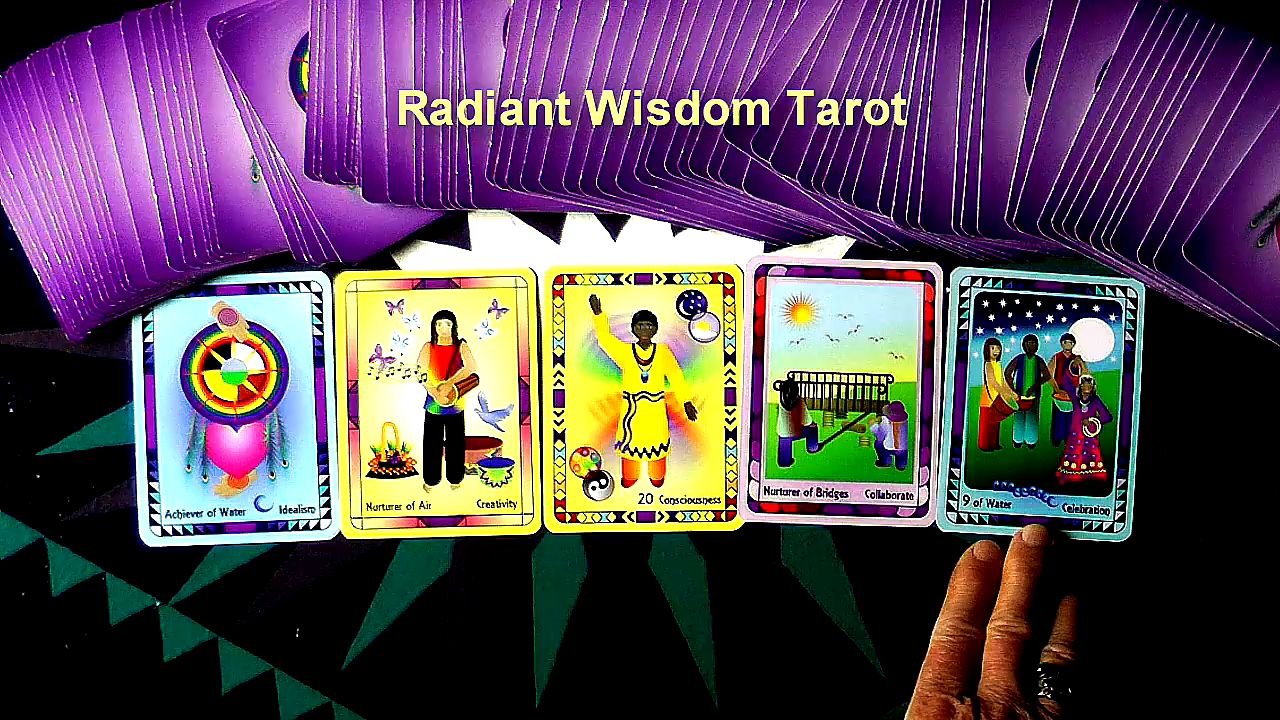 Radiant Wisdom Tarot
Achiever of Water Idealism
Nurturer of Air Creativity
20 Consciousness
Nurturer of Bridges Collaborate
9 of Water Celebration